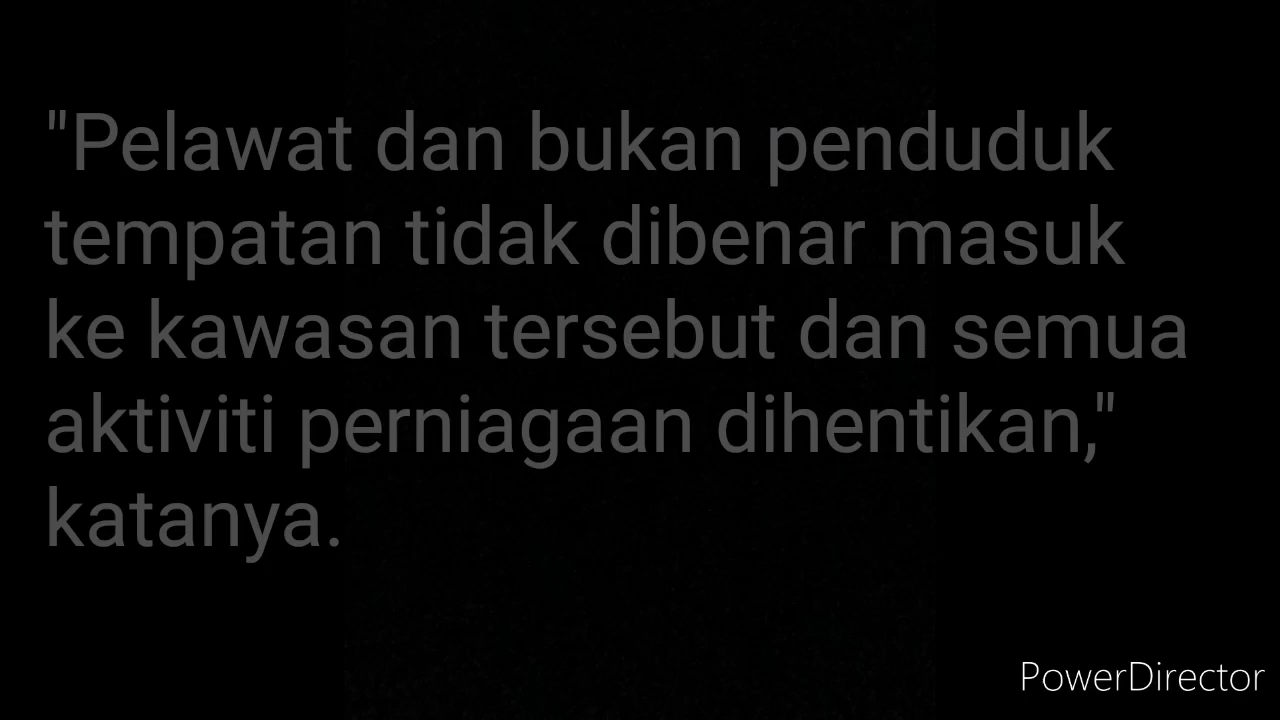 "Pelawat dan bukan penduduk
tempatan tidak dibenar masuk
ke kawasan tersebut dan semua
aktiviti perniagaan dihentikan,"
katanya.
PowerDirector